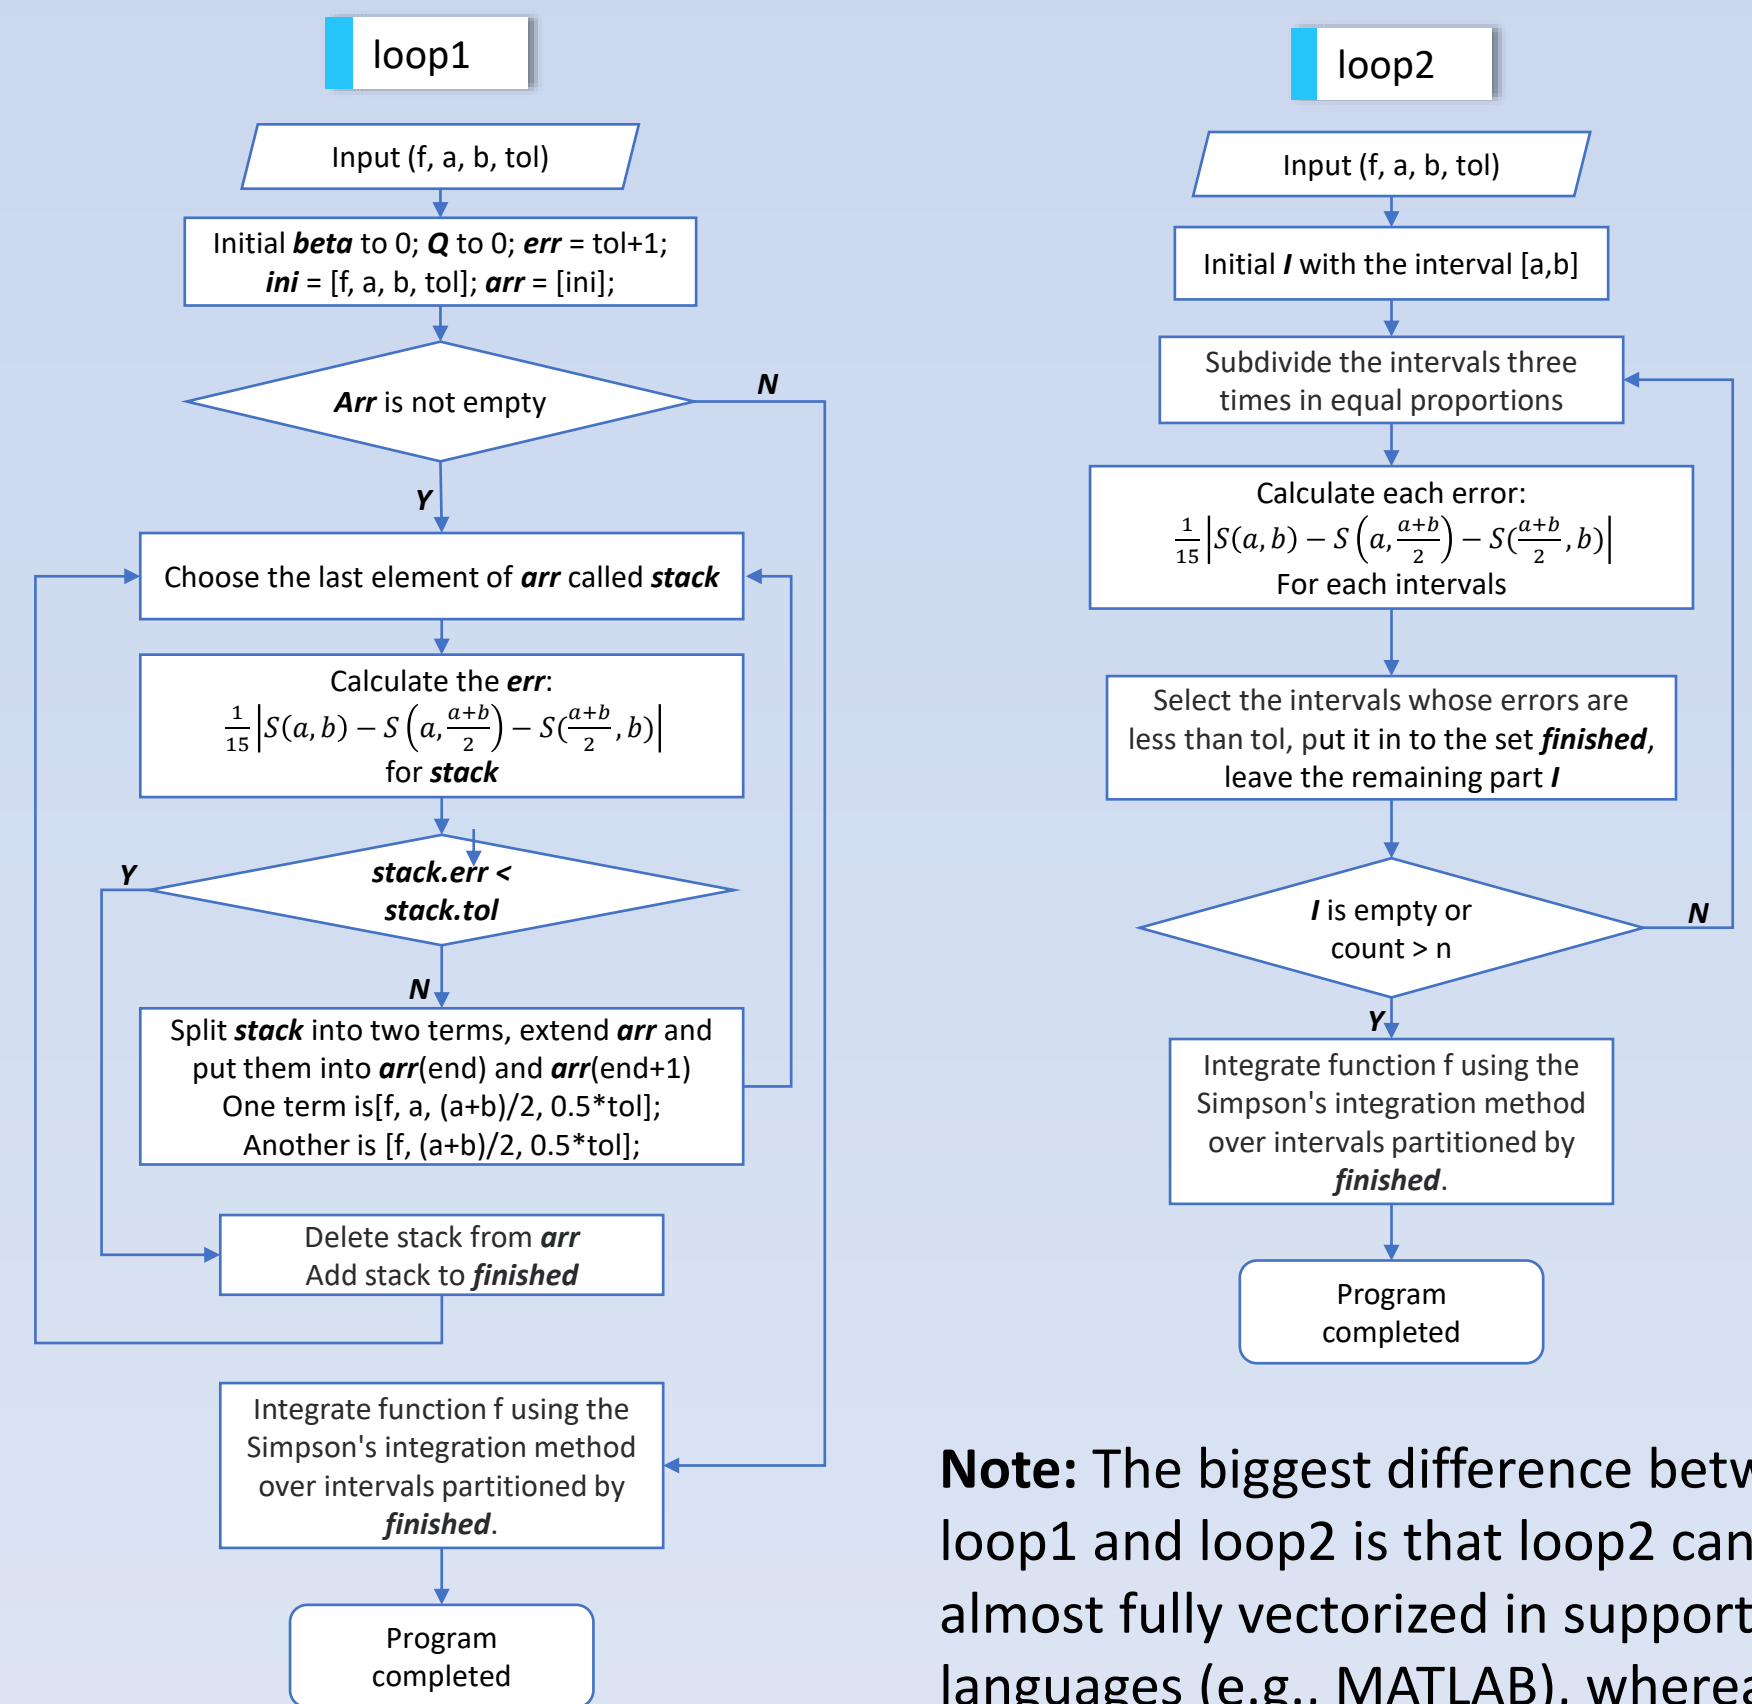 loop1
Input (f, a, b, tol)
Initial beta to 0; Q to 0; err = tol+1;
ini = [f, a, b, tol]; arr = [ini];
Arr is not empty
N
Y
Choose the last element of arr called stack
Calculate the err:
1/15 |S(a, b) − S(a, a+b/2) − S(a+b/2, b)|
for stack
Y
stack.err <
stack.tol
N
Split stack into two terms, extend arr and
put them into arr(end) and arr(end+1)
One term is[f, a, (a+b)/2, 0.5*tol];
Another is [f, (a+b)/2, 0.5*tol];
Delete stack from arr
Add stack to finished
Integrate function f using the
Simpson's integration method
over intervals partitioned by
finished.
Program
completed
loop2
Input (f, a, b, tol)
Initial I with the interval [a,b]
Subdivide the intervals three
times in equal proportions
Calculate each error:
1/15 |S(a, b) − S(a, a+b/2) − S(a+b/2, b)|
For each intervals
Select the intervals whose errors are
less than tol, put it in to the set finished,
leave the remaining part I
I is empty or
count > n
N
Y
Integrate function f using the
Simpson's integration method
over intervals partitioned by
finished.
Program
completed
Note: The biggest difference
loop1 and loop2 is that loop2 can
almost fully vectorized in
languages (e.g., MATLAB),